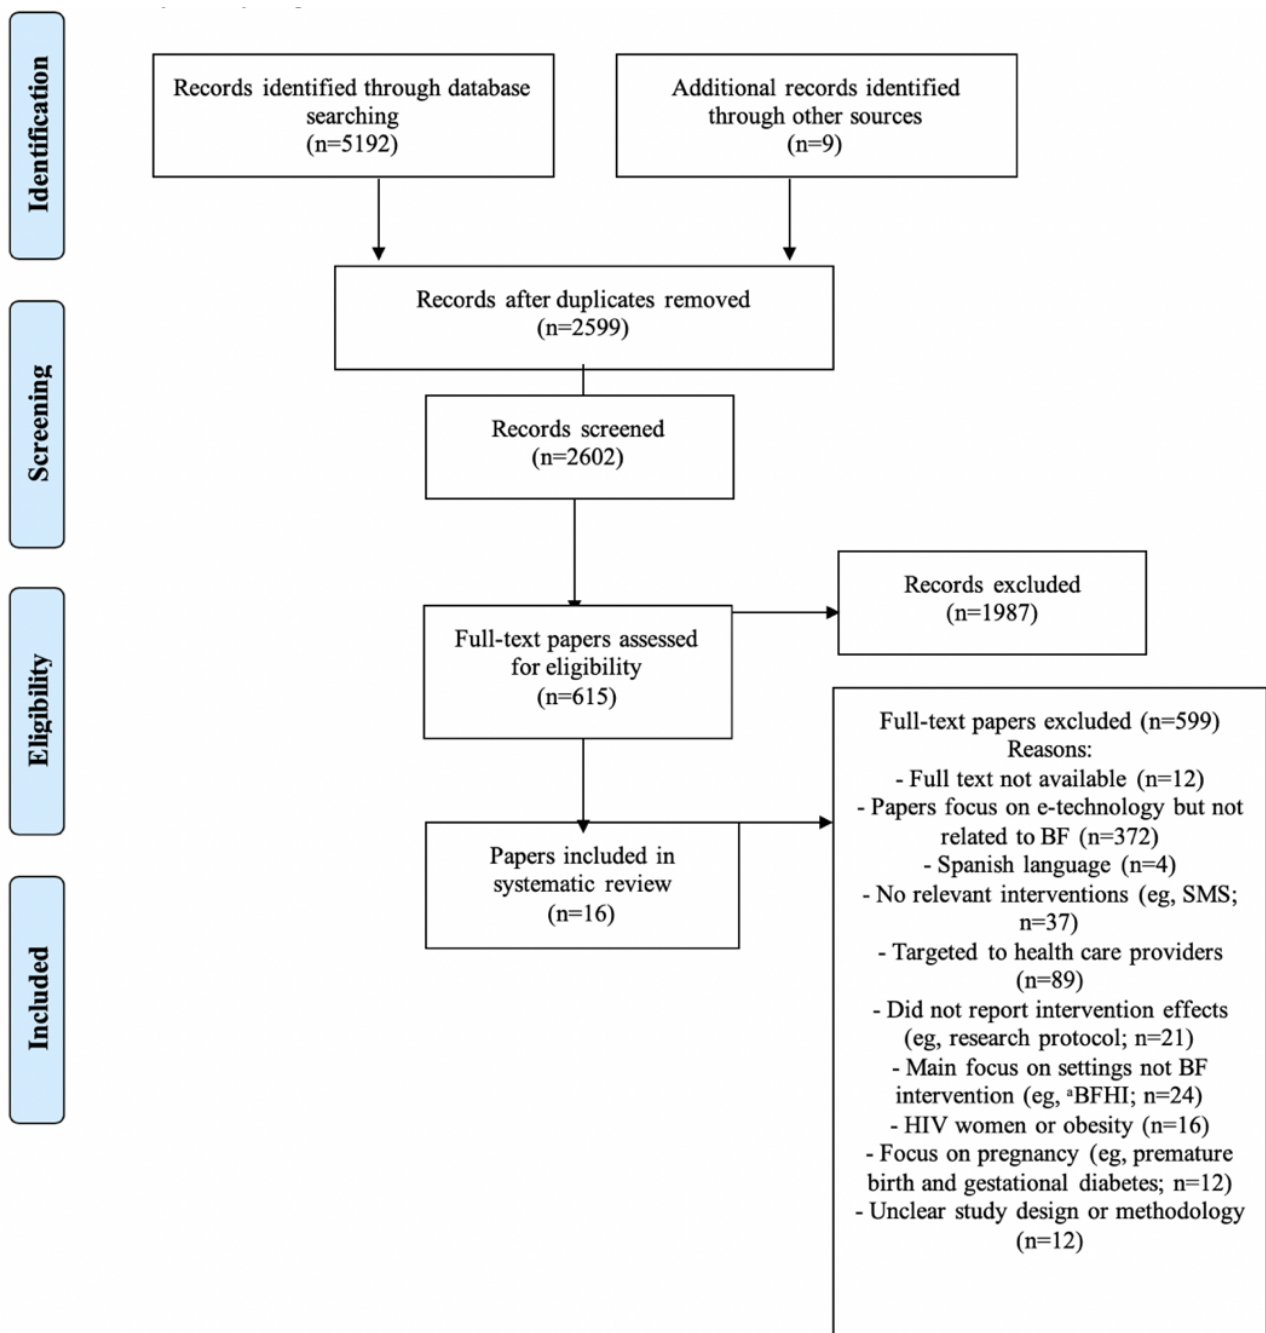 Identification
Records identified through database
searching
(n=5192)
Additional records identified
through other sources
(n=9)
Records after duplicates removed
(n=2599)
Screening
Records screened
(n=2602)
Records excluded
(n=1987)
Eligibility
Full-text papers assessed
for eligibility
(n=615)
Full-text papers excluded (n=599)
Reasons:
- Full text not available (n=12)
- Papers focus on e-technology but not
related to BF (n=372)
- Spanish language (n=4)
- No relevant interventions (eg, SMS;
n=37)
- Targeted to health care providers
(n=89)
- Did not report intervention effects
(eg, research protocol; n=21)
- Main focus on settings not BF
intervention (eg, ᵃBFHI; n=24)
- HIV women or obesity (n=16)
- Focus on pregnancy (eg, premature
birth and gestational diabetes; n=12)
- Unclear study design or methodology
(n=12)
Included
Papers included in
systematic review
(n=16)